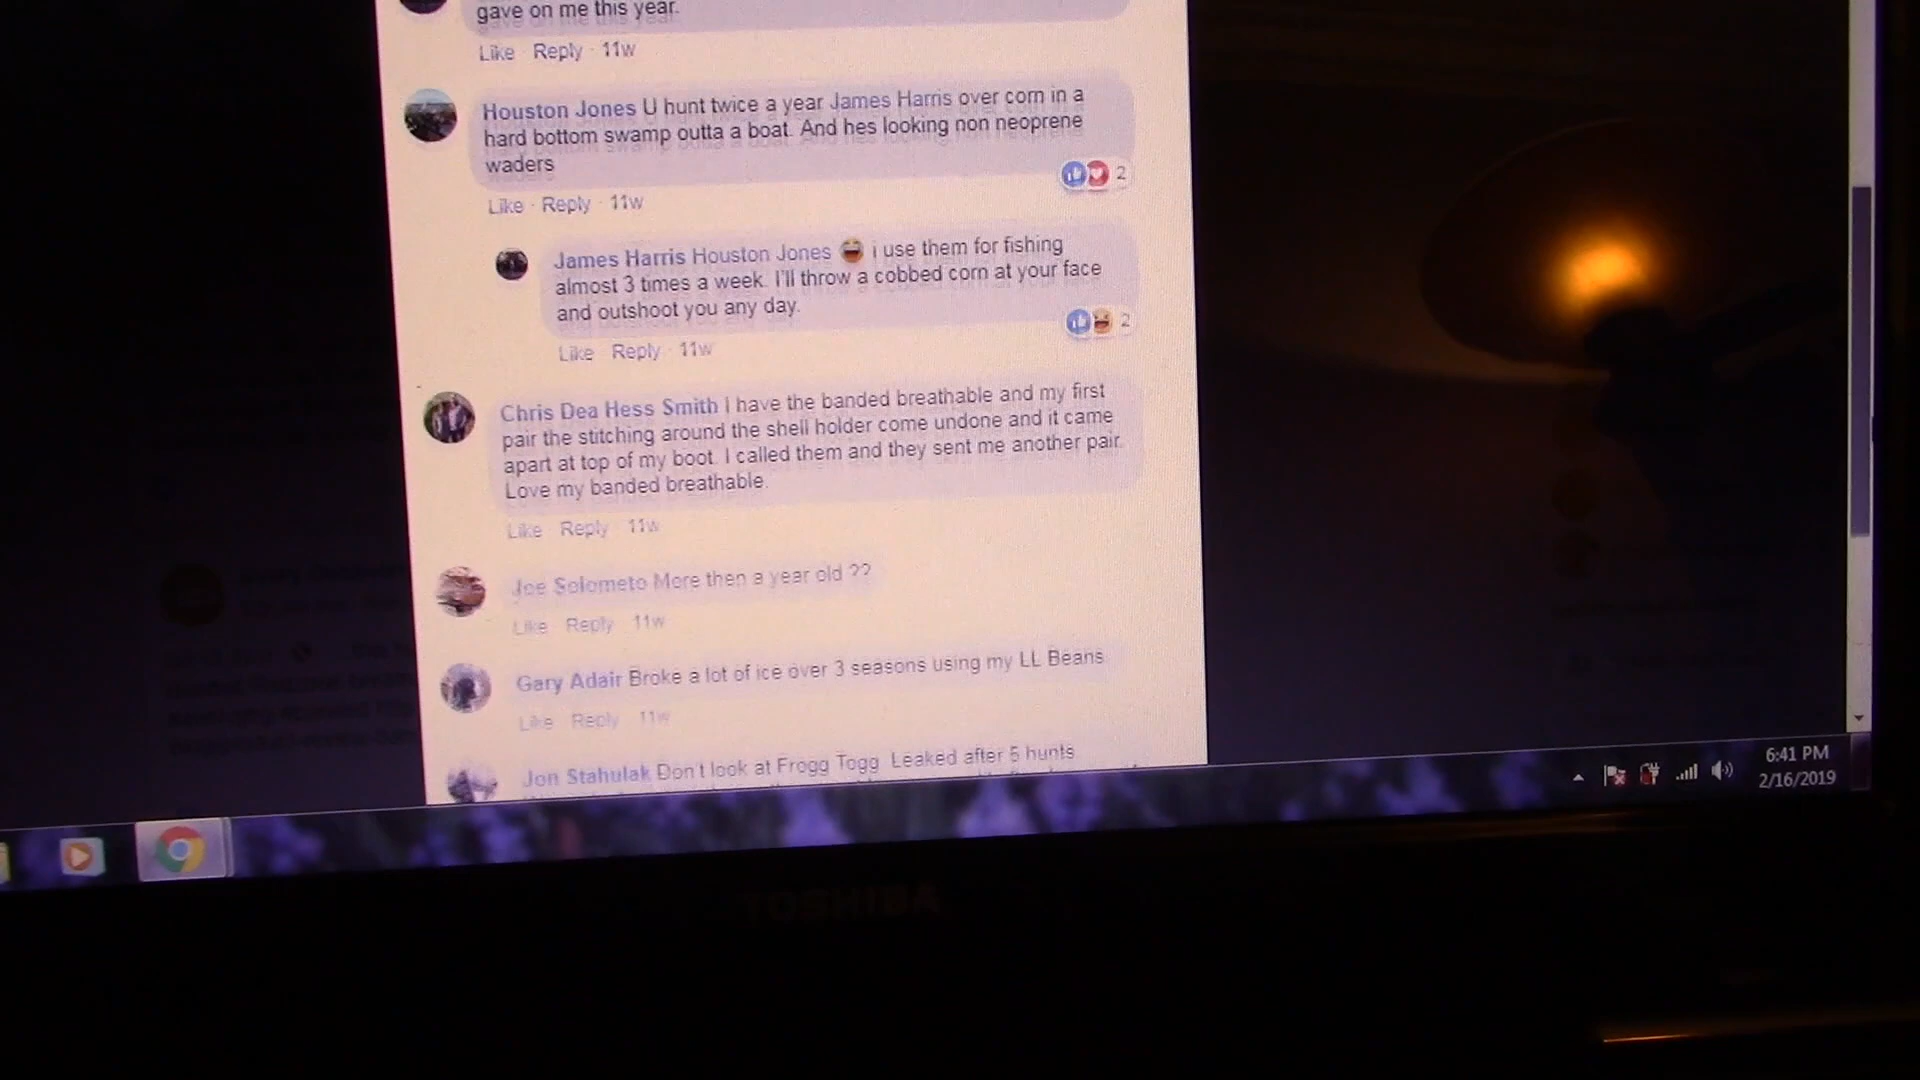 gave on me this year.
Like Reply · 11w
Houston Jones U hunt twice a year James Harris over corn in a
hard bottom swamp outta a boat. And hes looking non neoprene
waders
2
Like · Reply · 11w
James Harris Houston Jones 😆 i use them for fishing
almost 3 times a week. I'll throw a cobbed corn at your face
and outshoot you any day.
2
Like Reply · 11w
Chris Dea Hess Smith I have the banded breathable and my first
pair the stitching around the shell holder come undone and it came
apart at top of my boot. I called them and they sent me another pair.
Love my banded breathable.
Like Reply 11w
Joe Solometo More then a year old ??
Like Reply 11w
Gary Adair Broke a lot of ice over 3 seasons using my LL Beans
Like Reply 11w
Jon Stahulak Don't look at Frogg Togg Leaked after 5 hunts
6:41 PM
2/16/2019
TOSHIBA